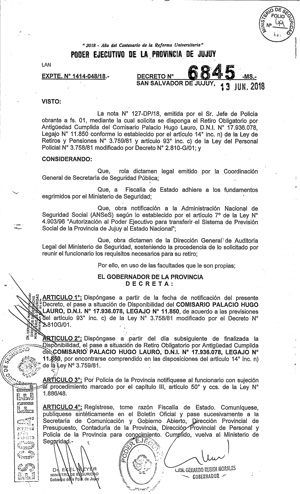 MINISTERIO DE SEGURIDAD
FOLIO
"2018 - Año del Centenario de la Reforma Universitaria"
PODER EJECUTIVO DE LA PROVINCIA DE JUJUY
LAN
EXPTE. N° 1414-048/18.-
DECRETO N° 6845 -MS.-
SAN SALVADOR DE JUJUY, 13 JUN. 2018
VISTO:
La nota N° 127-DP/18, emitida por el Sr. Jefe de Policía
obrante a fs. 01, mediante la cual solicita se disponga el Retiro Obligatorio por
Antigüedad Cumplida del Comisario Palacio Hugo Lauro, D.N.I. N° 17.936.078,
Legajo N° 11.850 conforme lo establecido por el artículo 14° inc. n) de la Ley de
Retiros y Pensiones N° 3.759/81 y artículo 93° inc. c) de la Ley del Personal
Policial N° 3.758/81 modificado por Decreto N° 2.810-G/01; y
CONSIDERANDO:
Que, rola dictamen legal emitido por la Coordinación
General de Secretaría de Seguridad Pública;
Que, a Fiscalía de Estado adhiere a los fundamentos
esgrimidos por el Ministerio de Seguridad;
Que, obra notificación a la Administración Nacional de
Seguridad Social (ANSeS) según lo establecido por el artículo 7° de la Ley N°
4.903/96 "Autorización al Poder Ejecutivo para transferir el Sistema de Previsión
Social de la Provincia de Jujuy al Estado Nacional";
Que, obra dictamen de la Dirección General de Auditoría
Legal del Ministerio de Seguridad, sosteniendo la procedencia de lo solicitado por
reunir el funcionario los requisitos necesarios para su retiro;
Por ello, en uso de las facultades que le son propias;
EL GOBERNADOR DE LA PROVINCIA
D E C R E T A :
ARTICULO 1°: Dispóngase a partir de la fecha de notificación del presente
Decreto, el pase a situación de Disponibilidad del COMISARIO PALACIO HUGO
LAURO, D.N.I. N° 17.936.078, LEGAJO N° 11.850, de acuerdo a las previsiones
del artículo 93° inc. c) de la Ley N° 3.758/81 modificado por el Decreto N°
2.810G/01.
ARTICULO 2°: Dispóngase a partir del día subsiguiente de finalizada la
Disponibilidad, el pase a situación de Retiro Obligatorio por Antigüedad Cumplida
del COMISARIO PALACIO HUGO LAURO, D.N.I. N° 17.936.078, LEGAJO N°
11.850, por encontrarse comprendido en las disposiciones del artículo 14° inc. n)
de la Ley N° 3.759/81.
ARTICULO 3°: Por Policía de la Provincia notifíquese al funcionario con sujeción
al procedimiento marcado por el capítulo III, artículo 50° y ccs. de la Ley N°
1.886/48.
ARTICULO 4°: Regístrese, tome razón Fiscalía de Estado. Comuníquese,
publíquese sintéticamente en el Boletín Oficial y pase sucesivamente a la
Secretaría de Comunicación y Gobierno Abierto, Dirección Provincial de
Presupuesto, Contaduría de la Provincia, Dirección Provincial de Personal y
Policía de la Provincia para conocimiento. Cumplido, vuelva al Ministerio de
Seguridad.-
ES COPIA FIEL
PODER EJECUTIVO
C.P.N. GERARDO RUBEN MORALES
GOBERNADOR